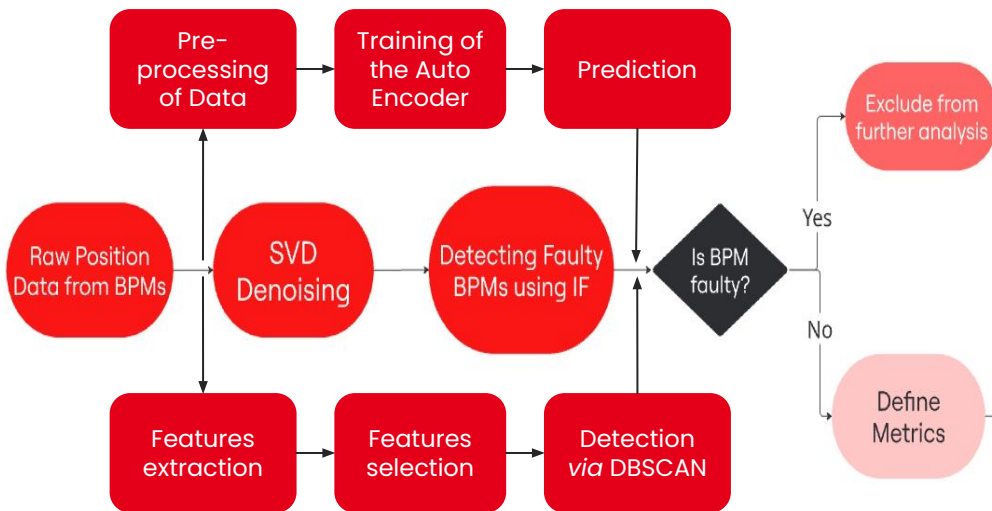 Pre-
processing
of Data
Training of
the Auto
Encoder
Prediction
Exclude from
further analysis
Yes
Raw Position
Data from BPMs
SVD
Denoising
Detecting Faulty
BPMs using IF
Is BPM
faulty?
No
Features
extraction
Features
selection
Detection
via DBSCAN
Define
Metrics